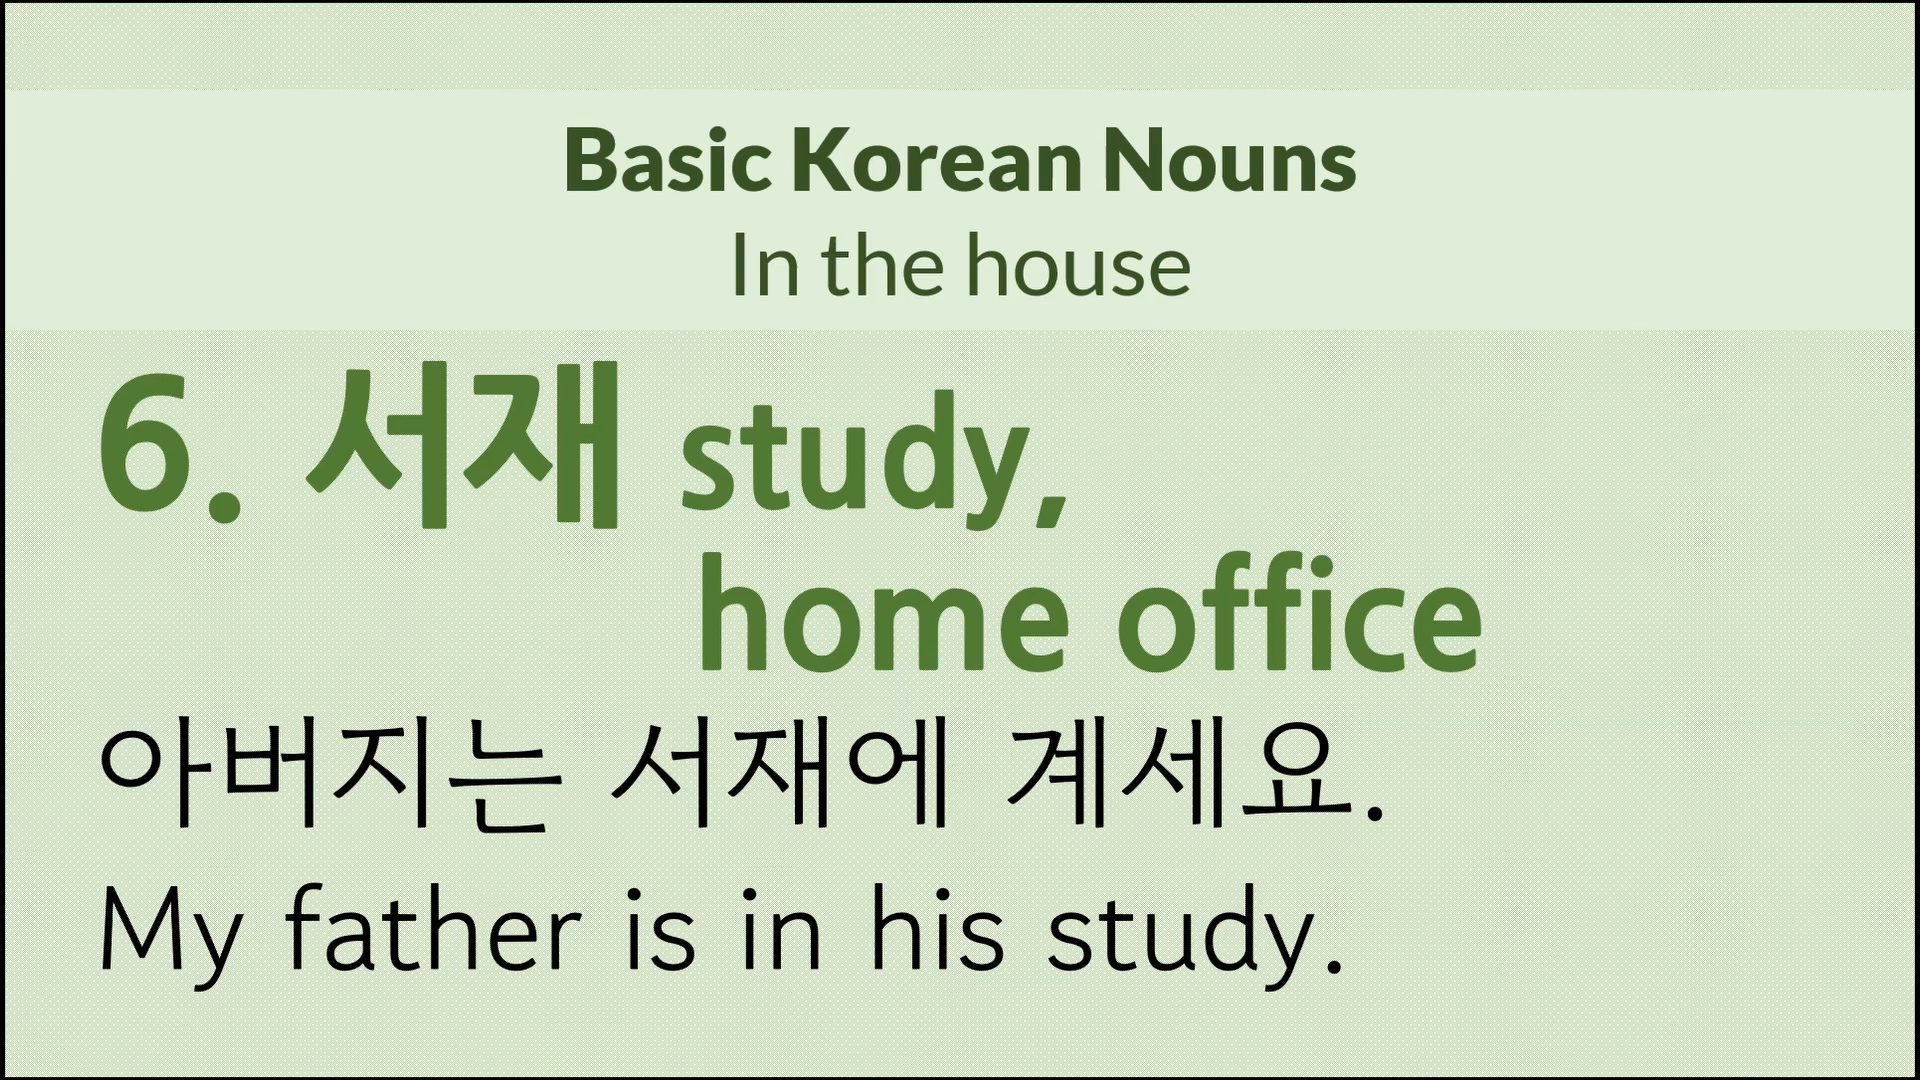 Basic Korean Nouns
In the house
6. 서재 study,
home office
아버지는 서재에 계세요.
My father is in his study.